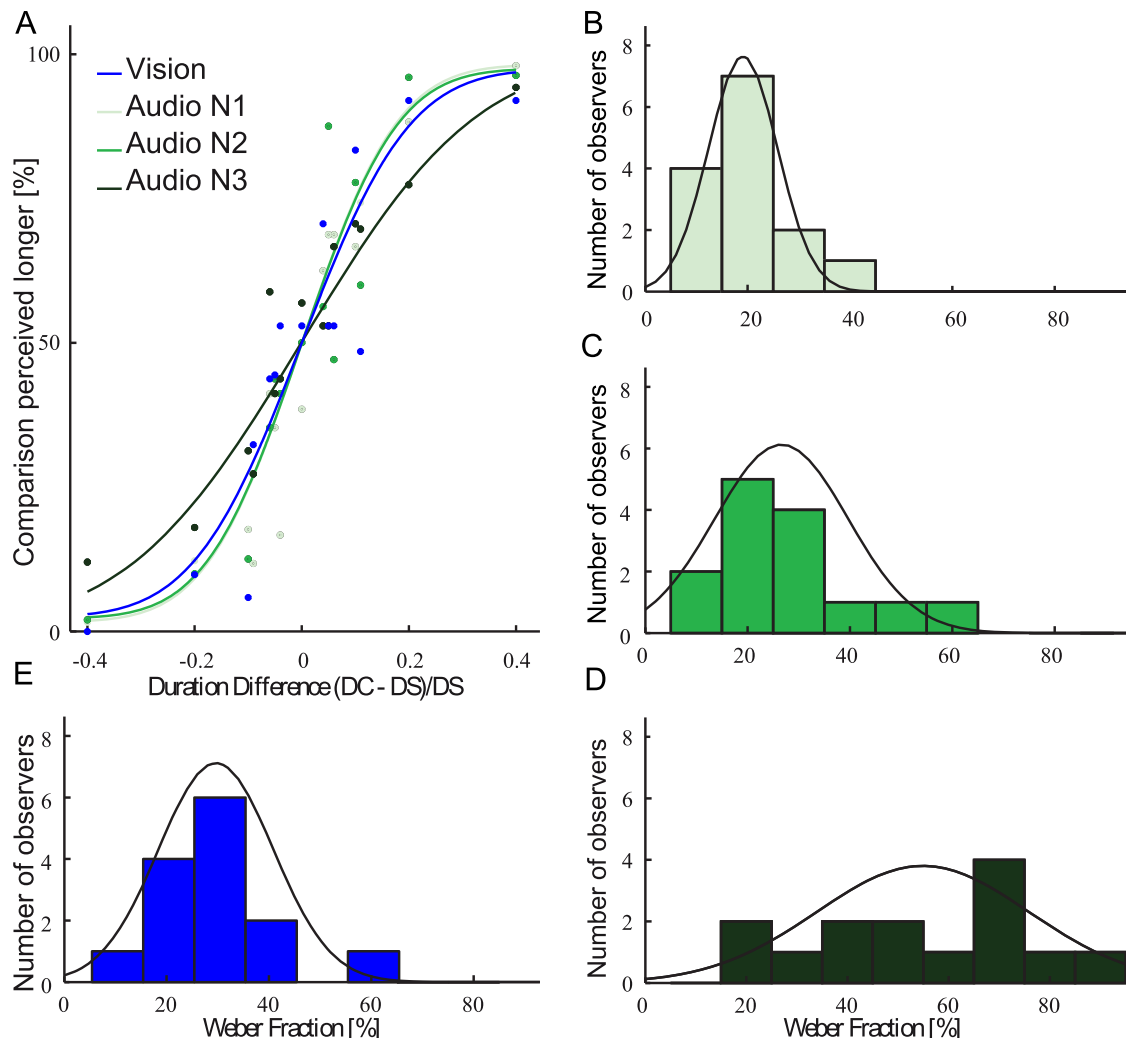 A
100
50
0
Comparison perceived longer [%]
Vision
Audio N1
Audio N2
Audio N3
-0.4 -0.2 0 0.2 0.4
Duration Difference (DC - DS)/DS
B
8
6
4
2
0
Number of observers
0 20 40 60 80
C
8
6
4
2
0
Number of observers
0 20 40 60 80
E
8
6
4
2
0
Number of observers
0 20 40 60 80
Weber Fraction [%]
D
8
6
4
2
0
Number of observers
0 20 40 60 80
Weber Fraction [%]